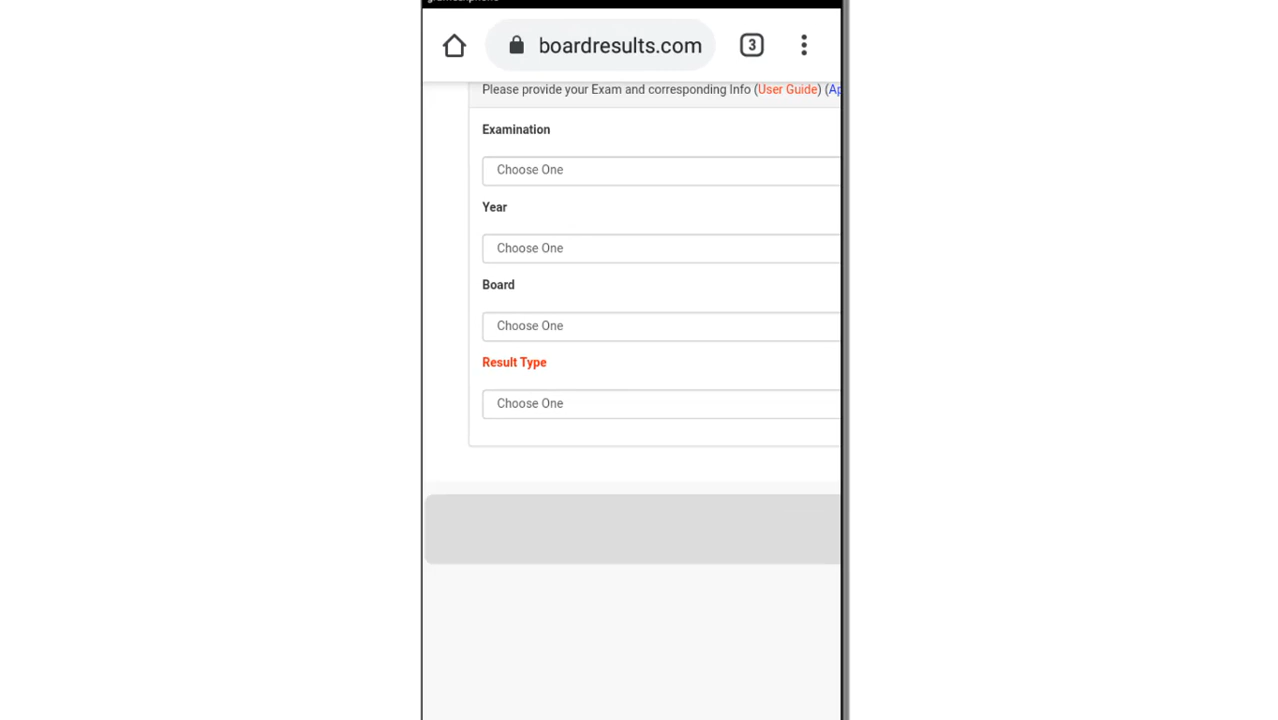 boardresults.com
3
Please provide your Exam and corresponding Info (User Guide) (Ap
Examination
Choose One
Year
Choose One
Board
Choose One
Result Type
Choose One